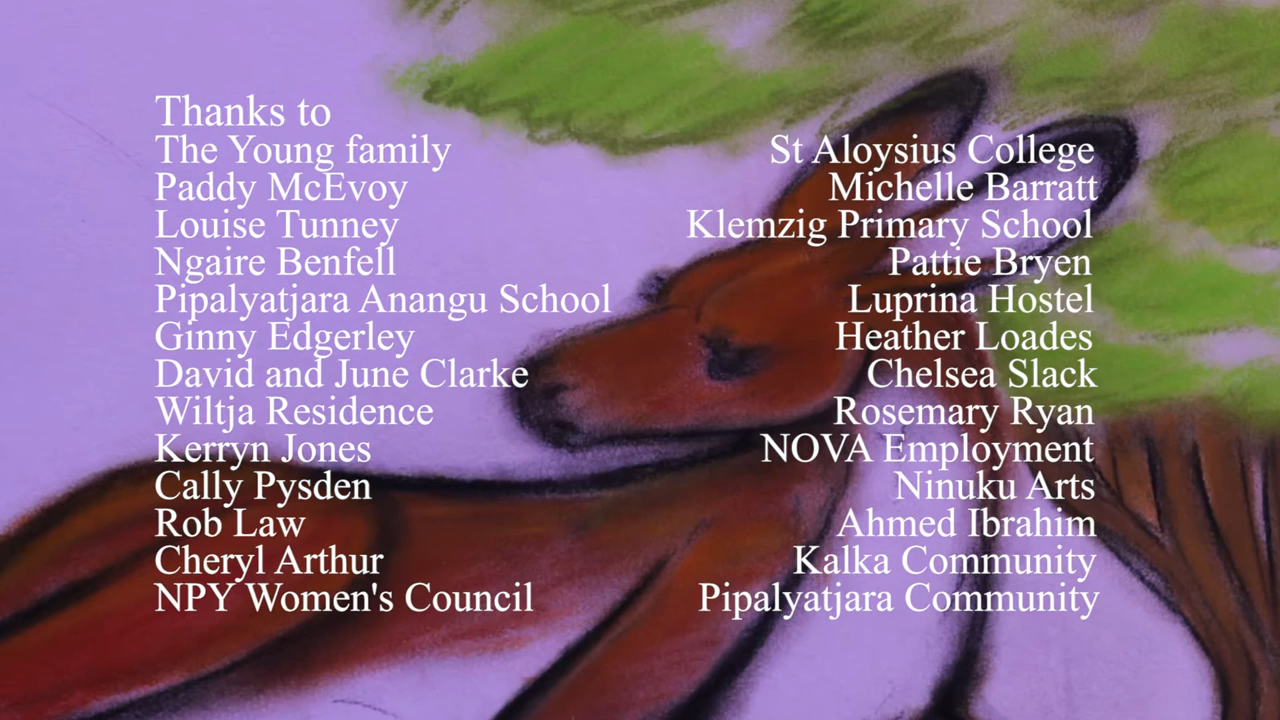 Thanks to
The Young family
Paddy McEvoy
Louise Tunney
Ngaire Benfell
Pipalyatjara Anangu School
Ginny Edgerley
David and June Clarke
Wiltja Residence
Kerryn Jones
Cally Pysden
Rob Law
Cheryl Arthur
NPY Women's Council
St Aloysius College
Michelle Barratt
Klemzig Primary School
Pattie Bryen
Luprina Hostel
Heather Loades
Chelsea Slack
Rosemary Ryan
NOVA Employment
Ninuku Arts
Ahmed Ibrahim
Kalka Community
Pipalyatjara Community